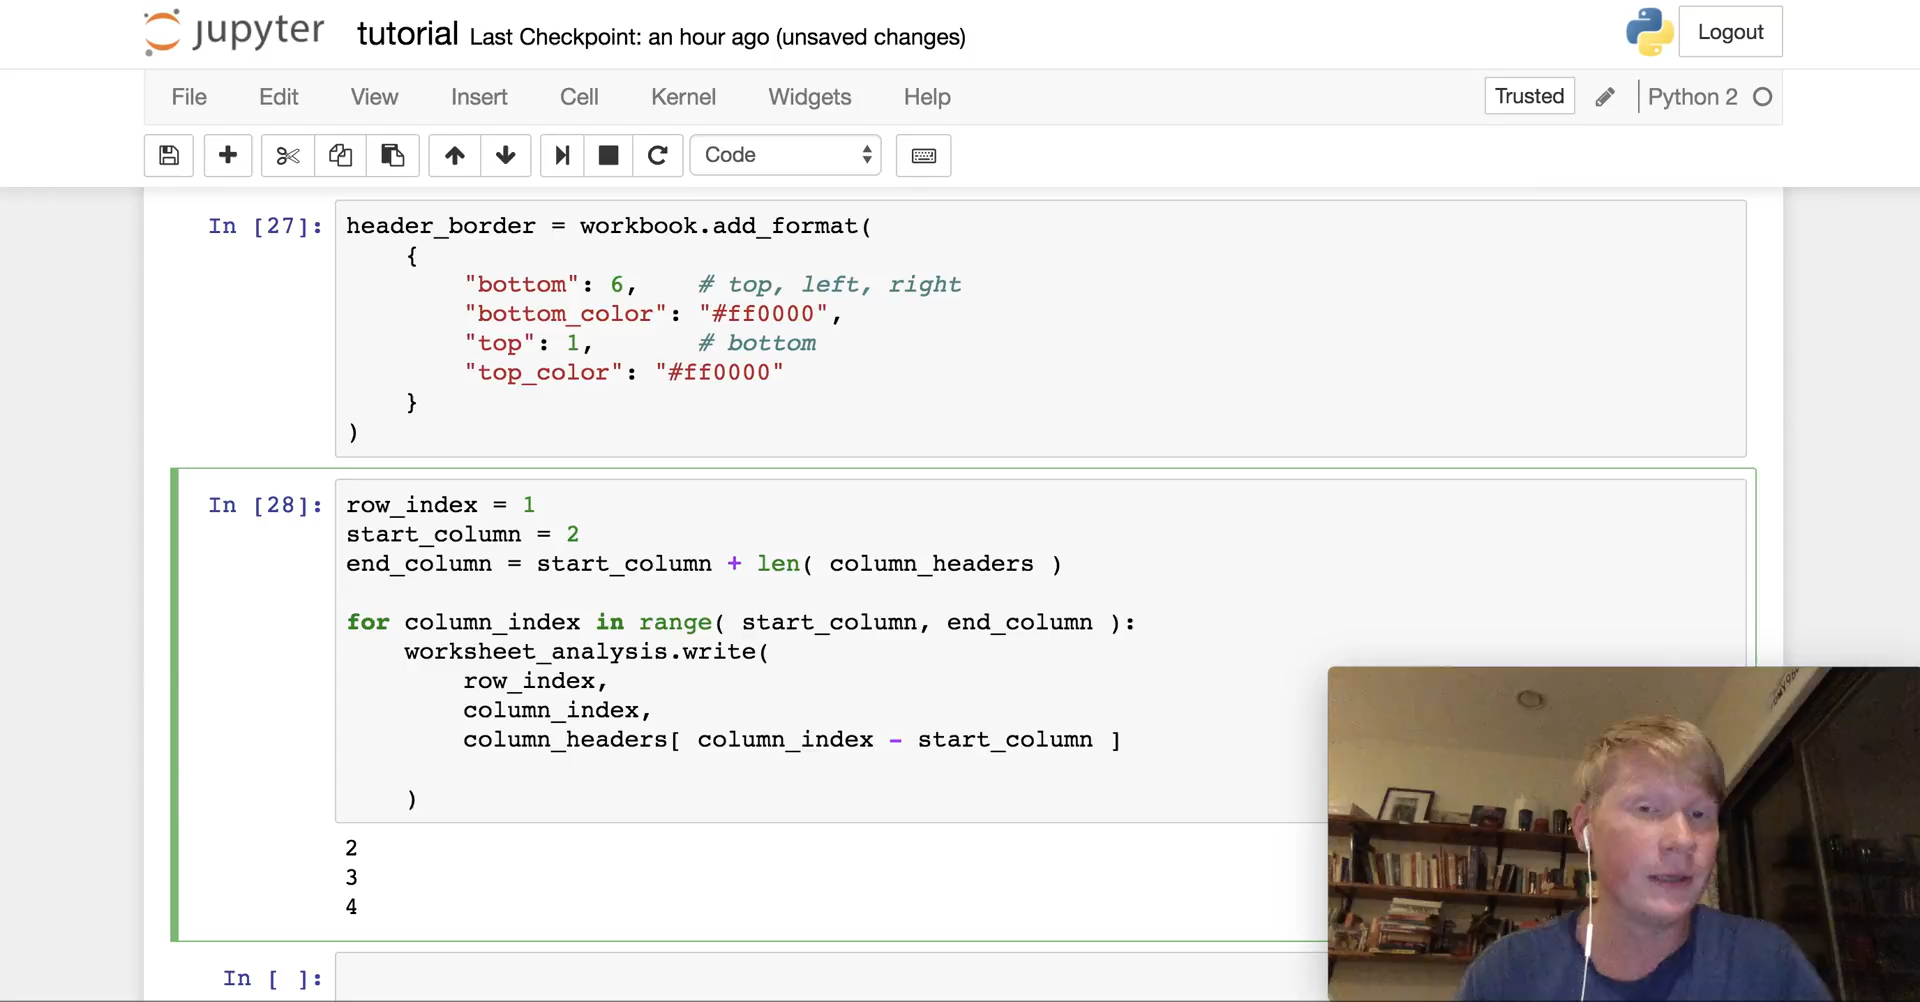 jupyter tutorial Last Checkpoint: an hour ago (unsaved changes) Logout
File Edit View Insert Cell Kernel Widgets Help Trusted Python 2
Code
In [27]: header_border = workbook.add_format(
{
"bottom": 6, # top, left, right
"bottom_color": "#ff0000",
"top": 1, # bottom
"top_color": "#ff0000"
}
)
In [28]: row_index = 1
start_column = 2
end_column = start_column + len( column_headers )
for column_index in range( start_column, end_column ):
worksheet_analysis.write(
row_index,
column_index,
column_headers[ column_index - start_column ]
)
2
3
4
In [ ]: